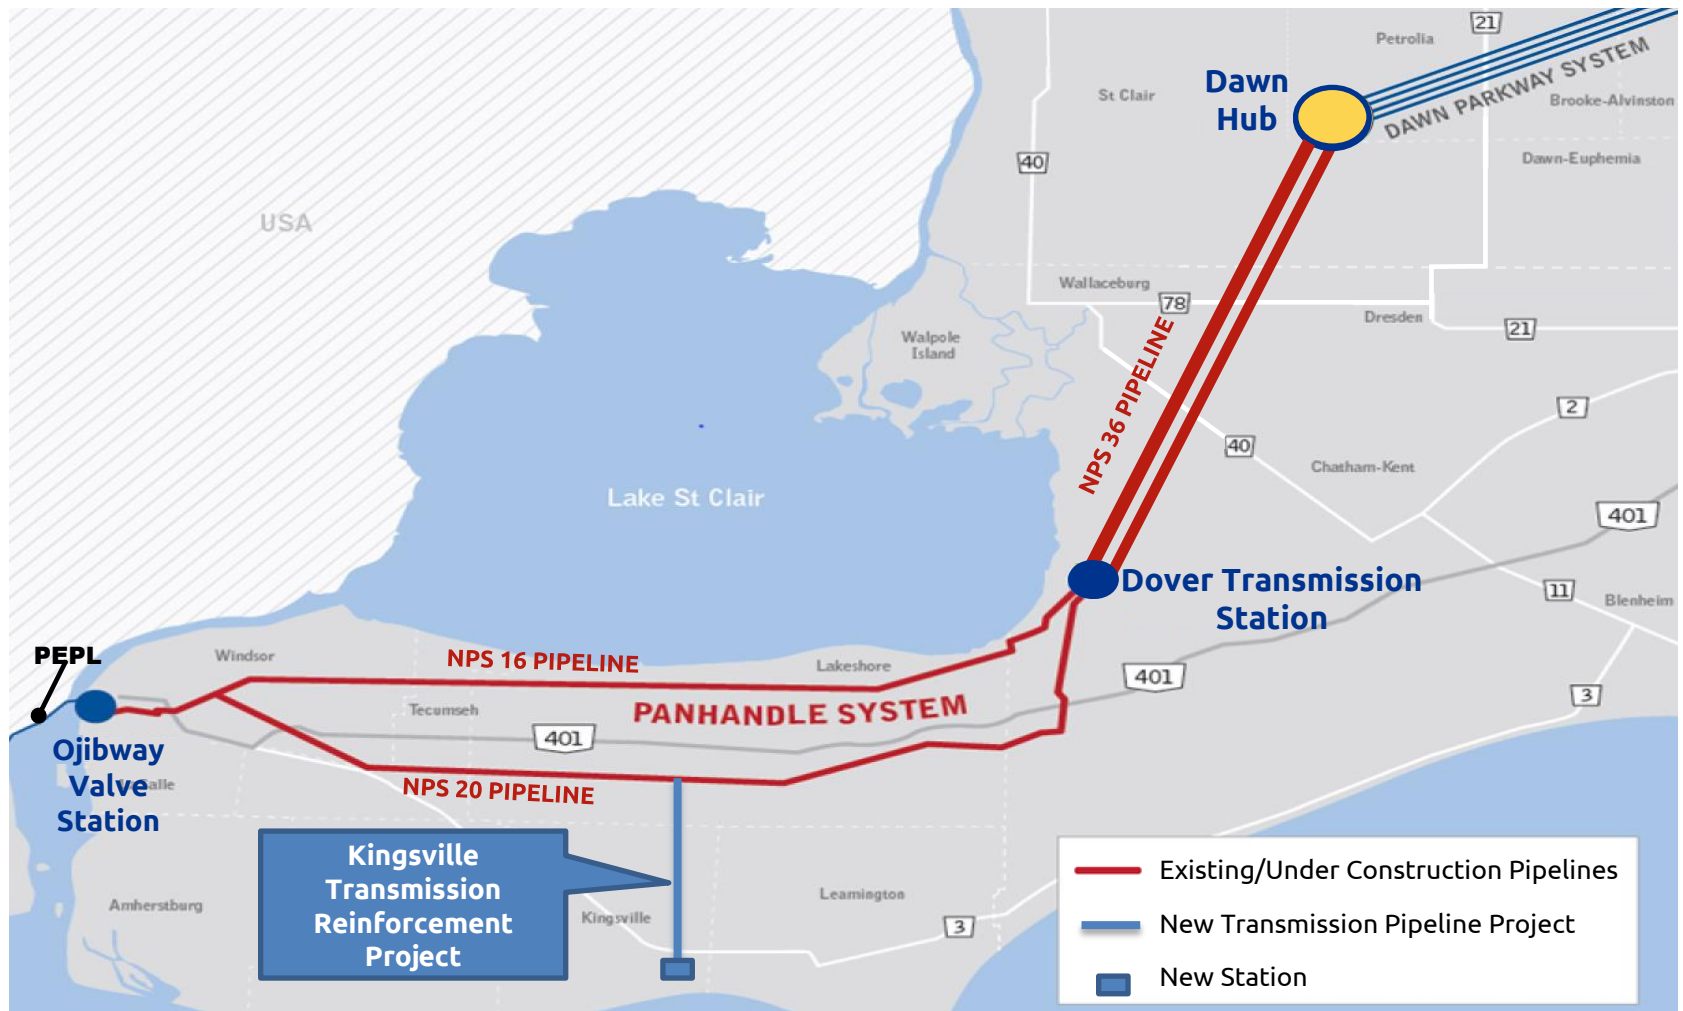 21
Petrolia
DAWN PARKWAY SYSTEM
Dawn
Hub
St Clair
Brooke-Alvinston
40
Dawn-Euphemia
USA
Wallaceburg
78
Dresden
21
Walpole
Island
NPS 36 PIPELINE
2
40
Chatham-Kent
Lake St Clair
401
Dover Transmission
Station
11
Blenheim
PEPL
Windsor
NPS 16 PIPELINE
Lakeshore
401
3
Tecumseh
PANHANDLE SYSTEM
401
Ojibway
Valve
Station
LaSalle
NPS 20 PIPELINE
Kingsville
Transmission
Reinforcement
Project
Amherstburg
Kingsville
Leamington
3
Existing/Under Construction Pipelines
New Transmission Pipeline Project
New Station